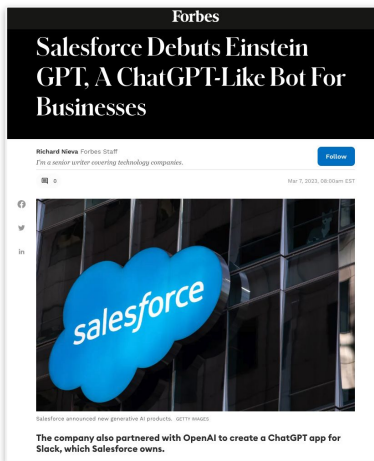 Forbes
Salesforce Debuts Einstein
GPT, A ChatGPT-Like Bot For
Businesses
Richard Nieva Forbes Staff
I'm a senior writer covering technology companies.
Follow
0
Mar 7, 2023, 08:00am EST
salesforce
Salesforce announced new generative AI products. GETTY IMAGES
The company also partnered with OpenAI to create a ChatGPT app for
Slack, which Salesforce owns.